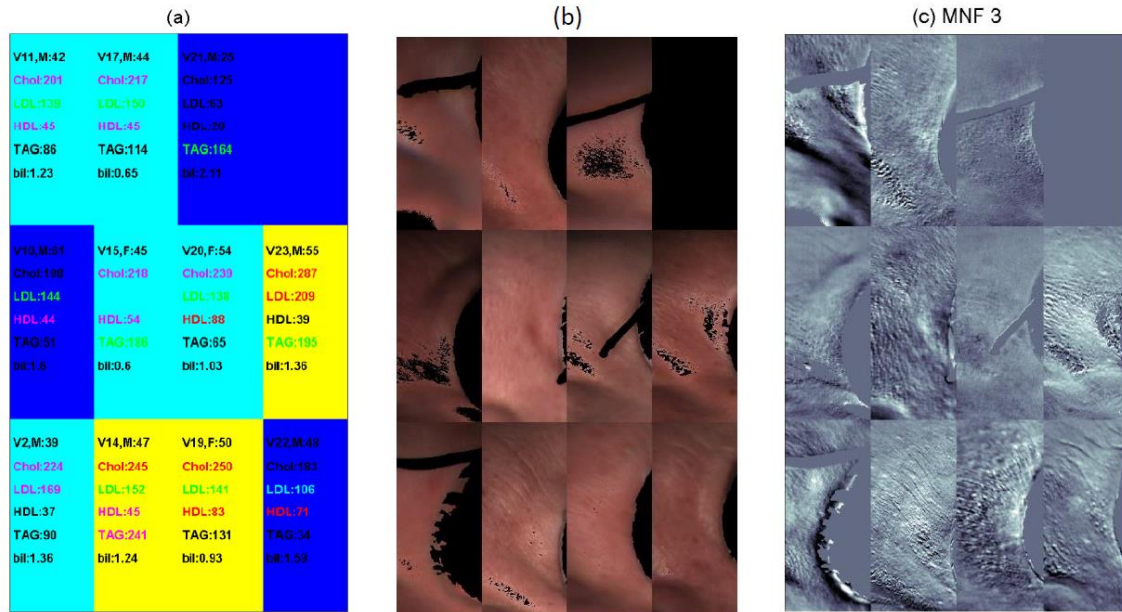 (a)
(b)
(c) MNF 3
V11,M:42
Chol:201
LDL:139
HDL:45
TAG:86
bil:1.23
V17,M:44
Chol:217
LDL:150
HDL:45
TAG:114
bil:0.65
V21,M:25
Chol:125
LDL:63
HDL:29
TAG:164
bil:2.11
V10,M:61
Chol:198
LDL:144
HDL:44
TAG:51
bil:1.6
V15,F:45
Chol:218
HDL:54
TAG:186
bil:0.6
V20,F:54
Chol:239
LDL:138
HDL:88
TAG:65
bil:1.03
V23,M:55
Chol:287
LDL:209
HDL:39
TAG:195
bil:1.36
V2,M:39
Chol:224
LDL:169
HDL:37
TAG:90
bil:1.36
V14,M:47
Chol:245
LDL:152
HDL:45
TAG:241
bil:1.24
V19,F:50
Chol:250
LDL:141
HDL:83
TAG:131
bil:0.93
V22,M:48
Chol:183
LDL:106
HDL:71
TAG:34
bil:1.59